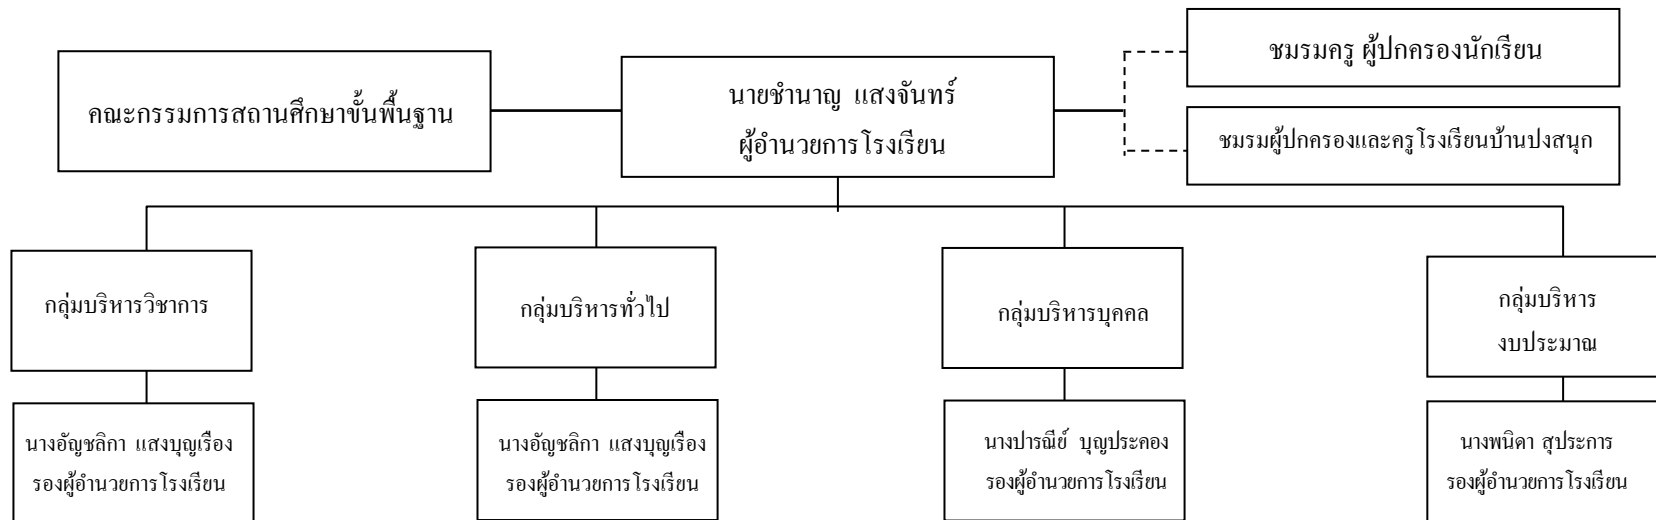 ชมรมครู ผู้ปกครองนักเรียน
คณะกรรมการสถานศึกษาขั้นพื้นฐาน
นายชำนาญ แสงจันทร์
ผู้อำนวยการโรงเรียน
ชมรมผู้ปกครองและครูโรงเรียนบ้านปงสนุก
กลุ่มบริหารวิชาการ
กลุ่มบริหารทั่วไป
กลุ่มบริหารบุคคล
กลุ่มบริหาร
งบประมาณ
นางอัญชลิกา แสงบุญเรือง
รองผู้อำนวยการโรงเรียน
นางอัญชลิกา แสงบุญเรือง
รองผู้อำนวยการโรงเรียน
นางปารณีย์ บุญประคอง
รองผู้อำนวยการโรงเรียน
นางพนิดา สุประการ
รองผู้อำนวยการโรงเรียน